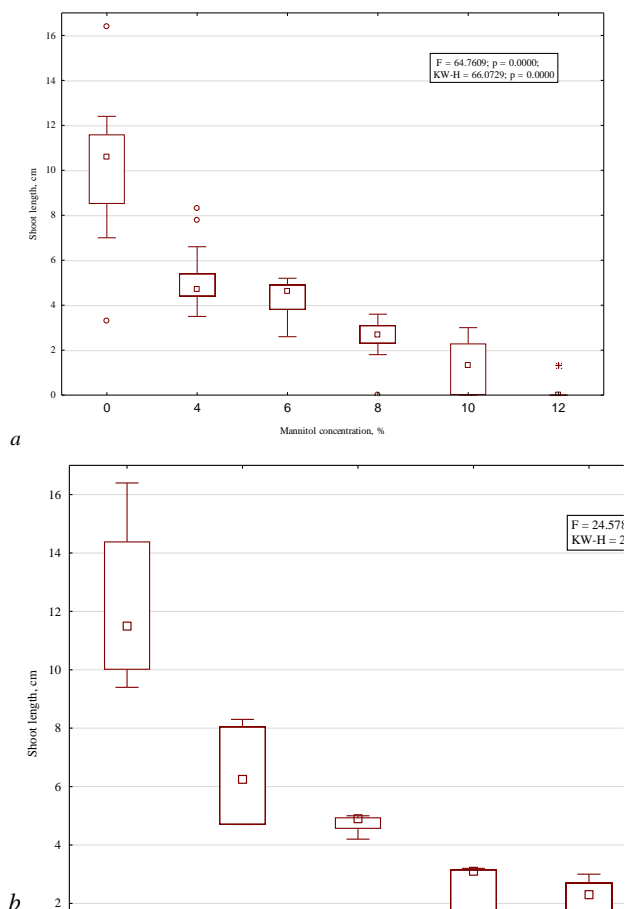 16
14
12
10
8
6
4
2
0
Shoot length, cm
F = 64.7609; p = 0.0000;
KW-H = 66.0729; p = 0.0000
0 4 6 8 10 12
Mannitol concentration, %
a
16
14
12
10
8
6
4
2
Shoot length, cm
F = 24.578
KW-H = 2
b